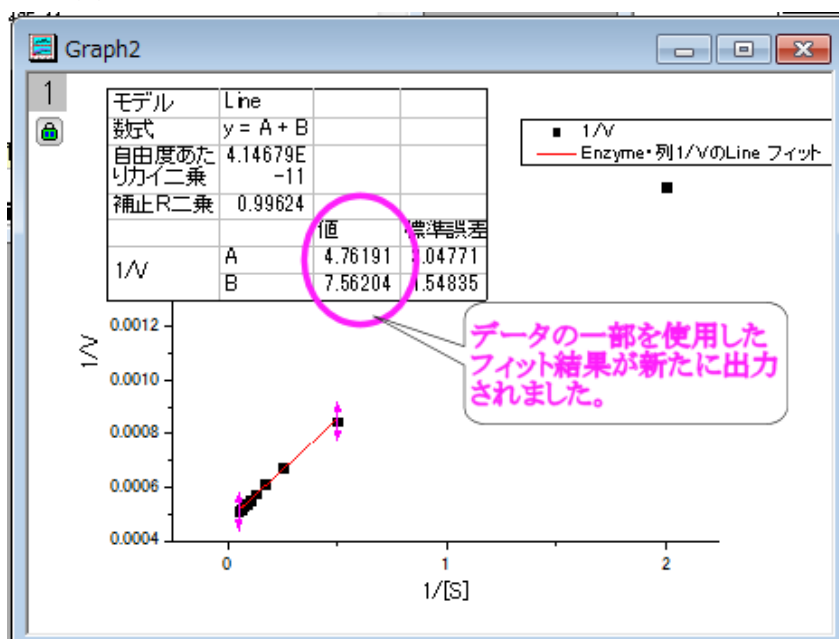 Graph2
1
モデル Line
数式 y = A + B
自由度あた 4.14679E
りカイ二乗 -11
補正R二乗 0.99624
値 標準誤差
1/V A 4.76191 .04771
B 7.56204 .54835
1/V
Enzyme・列1/VのLine フィット
データの一部を使用した
フィット結果が新たに出力
されました。
0.0012
0.0010
0.0008
0.0006
0.0004
1/V
0 1 2
1/[S]